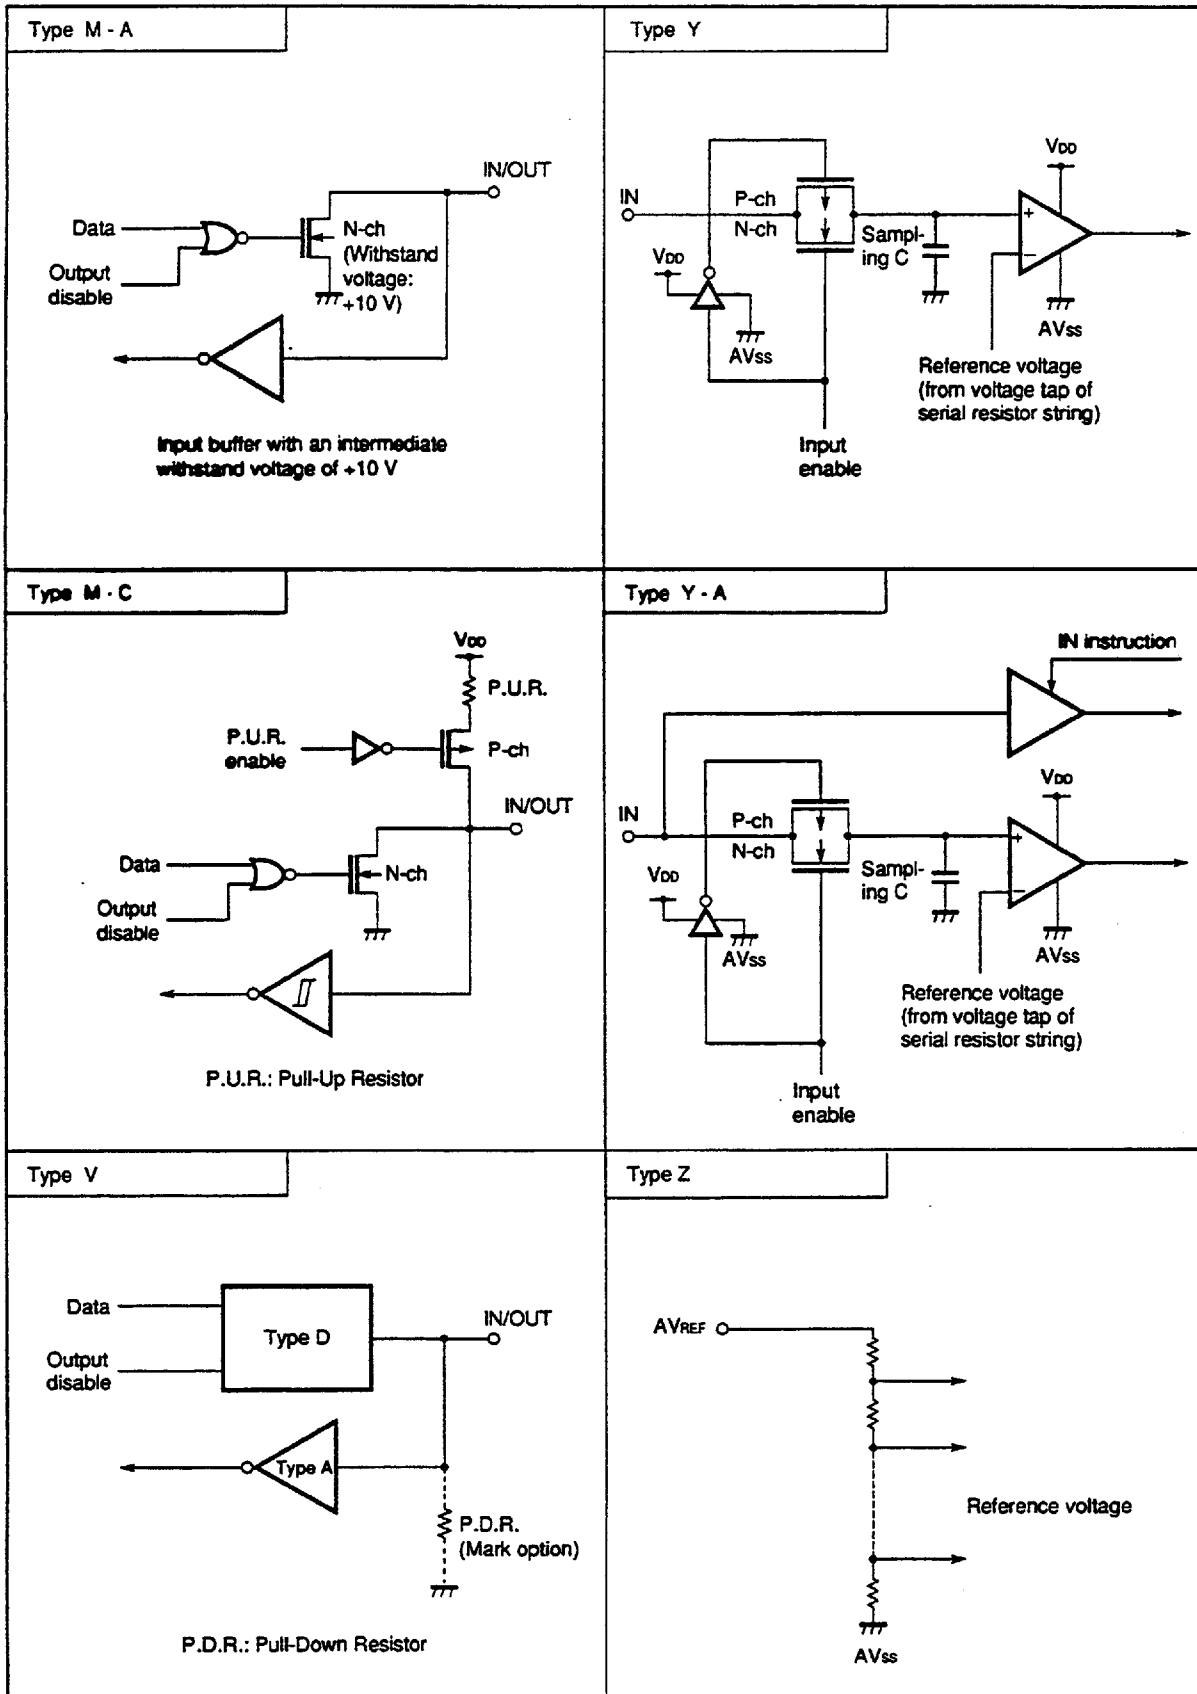 Type M - A
IN/OUT
Data
N-ch
(Withstand
voltage:
+10 V)
Output
disable
Input buffer with an intermediate
withstand voltage of +10 V
Type Y
VDD
IN
P-ch
N-ch
Sampl-
ing C
+
−
VDD
AVSS
AVSS
Reference voltage
(from voltage tap of
serial resistor string)
Input
enable
Type M - C
VDD
P.U.R.
P.U.R.
enable
P-ch
IN/OUT
Data
N-ch
Output
disable
P.U.R.: Pull-Up Resistor
Type Y - A
IN instruction
VDD
IN
P-ch
N-ch
Sampl-
ing C
+
−
VDD
AVSS
AVSS
Reference voltage
(from voltage tap of
serial resistor string)
Input
enable
Type V
Data
Type D
IN/OUT
Output
disable
Type A
P.D.R.
(Mark option)
P.D.R.: Pull-Down Resistor
Type Z
AVREF
Reference voltage
AVSS